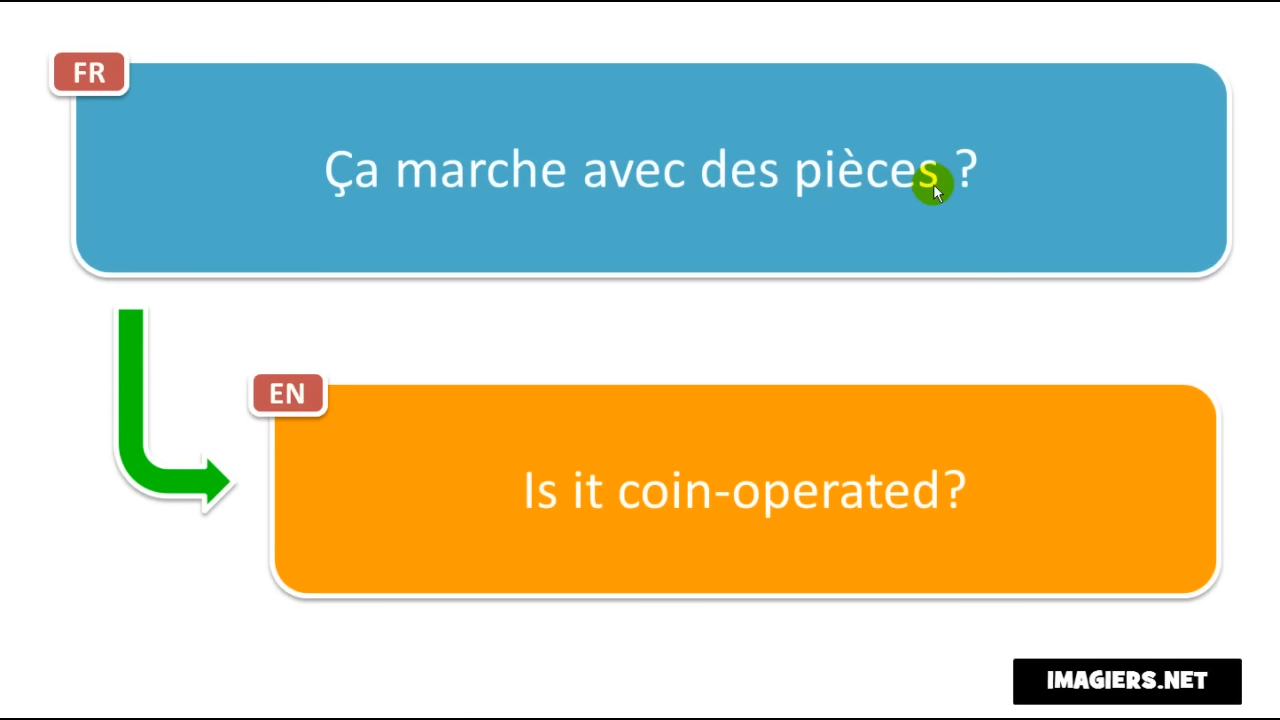 FR
Ça marche avec des pièces ?
EN
Is it coin-operated?
IMAGIERS.NET